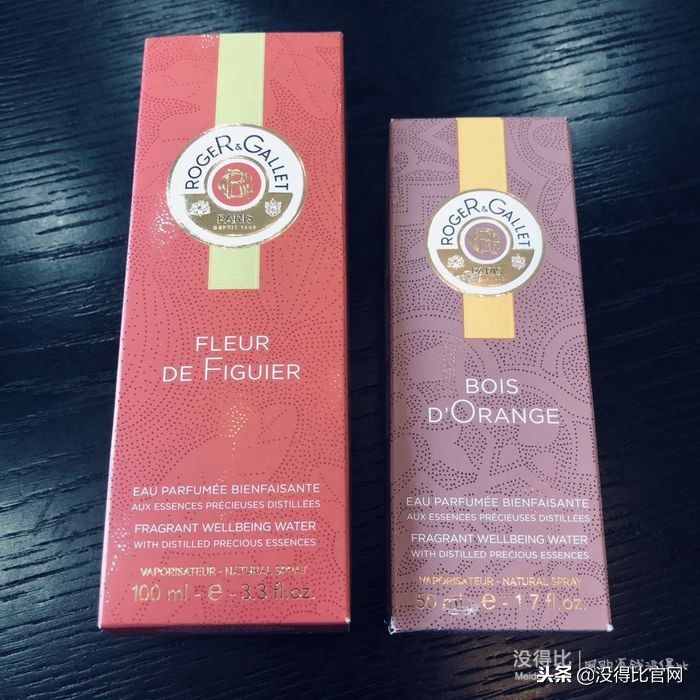 ROGER & GALLET
PARIS
DEPUIS 1862
FLEUR
DE FIGUIER
EAU PARFUMÉE BIENFAISANTE
AUX ESSENCES PRÉCIEUSES DISTILLÉES
FRAGRANT WELLBEING WATER
WITH DISTILLED PRECIOUS ESSENCES
VAPORISATEUR - NATURAL SPRAY
100 ml - e - 3.3 fl.oz.
ROGER & GALLET
PARIS
BOIS
D'ORANGE
EAU PARFUMÉE BIENFAISANTE
AUX ESSENCES PRÉCIEUSES DISTILLÉES
FRAGRANT WELLBEING WATER
WITH DISTILLED PRECIOUS ESSENCES
VAPORISATEUR - NATURAL SPRAY
50 ml - e - 1.7 fl.oz.
没得比
头条 @没得比官网